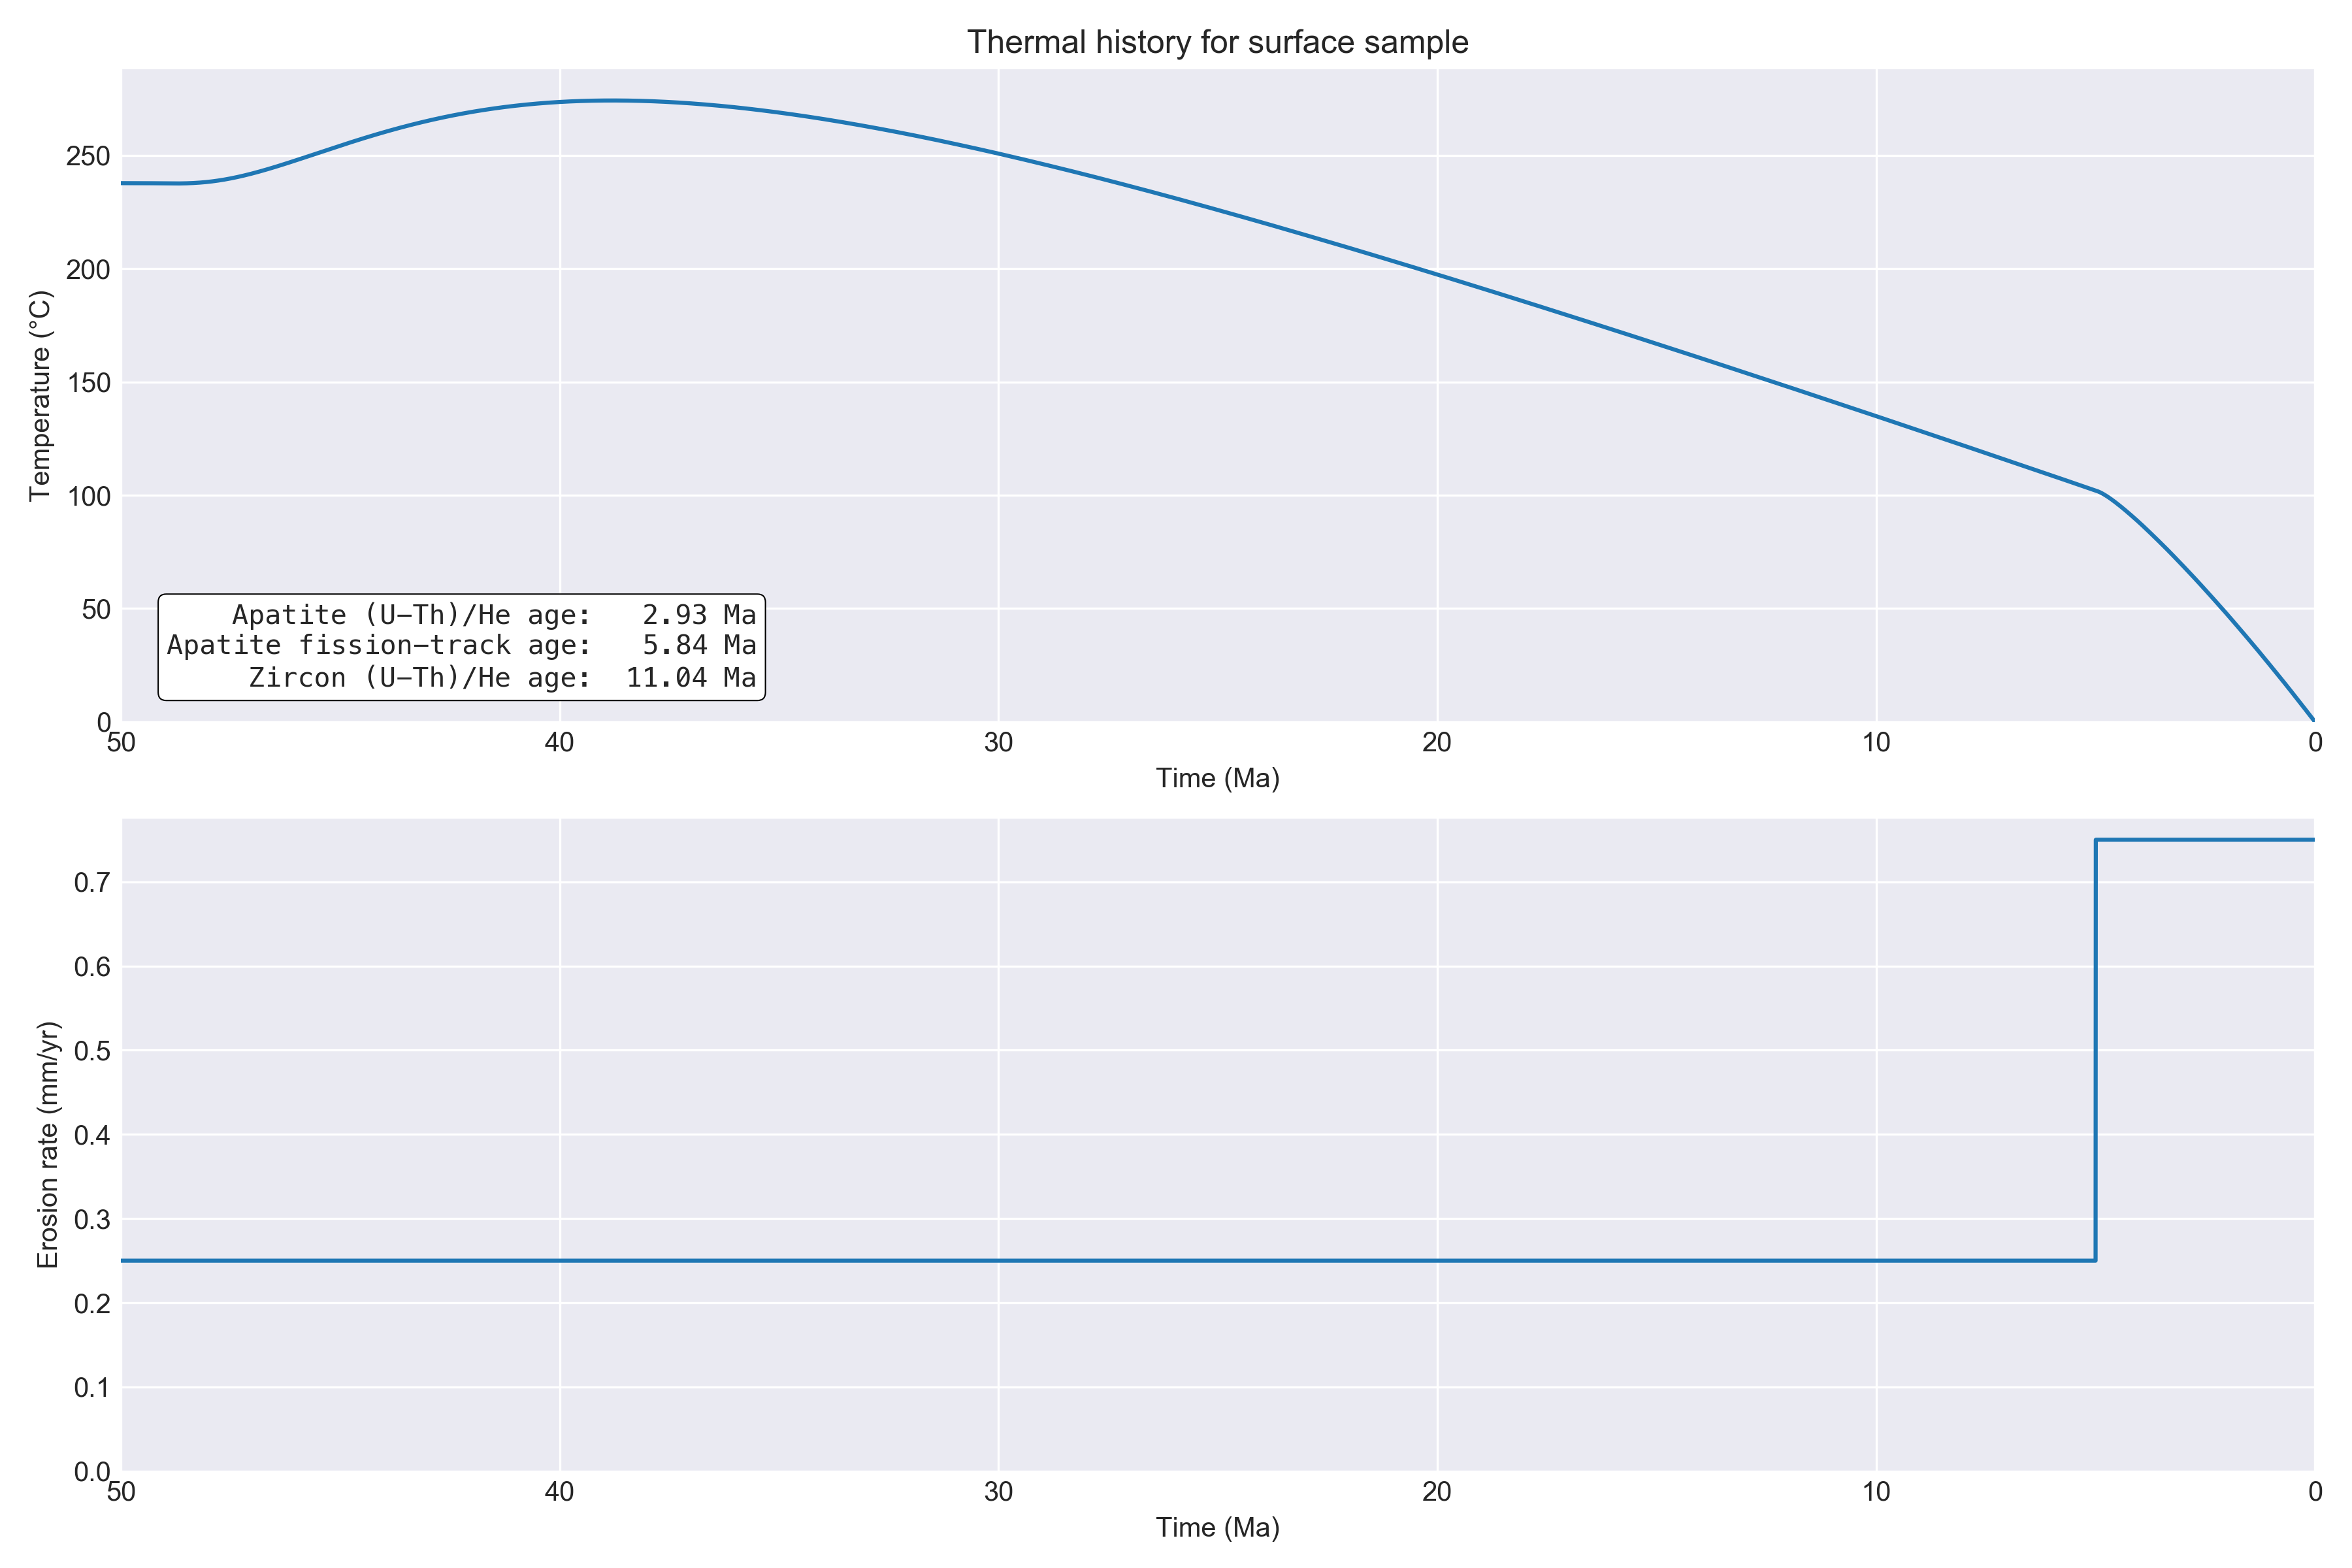 Thermal history for surface sample
Temperature (°C)
250
200
150
100
50
0
Apatite (U−Th)/He age: 2.93 Ma
Apatite fission−track age: 5.84 Ma
Zircon (U−Th)/He age: 11.04 Ma
50 40 30 20 10 0
Time (Ma)
Erosion rate (mm/yr)
0.7
0.6
0.5
0.4
0.3
0.2
0.1
0.0
50 40 30 20 10 0
Time (Ma)